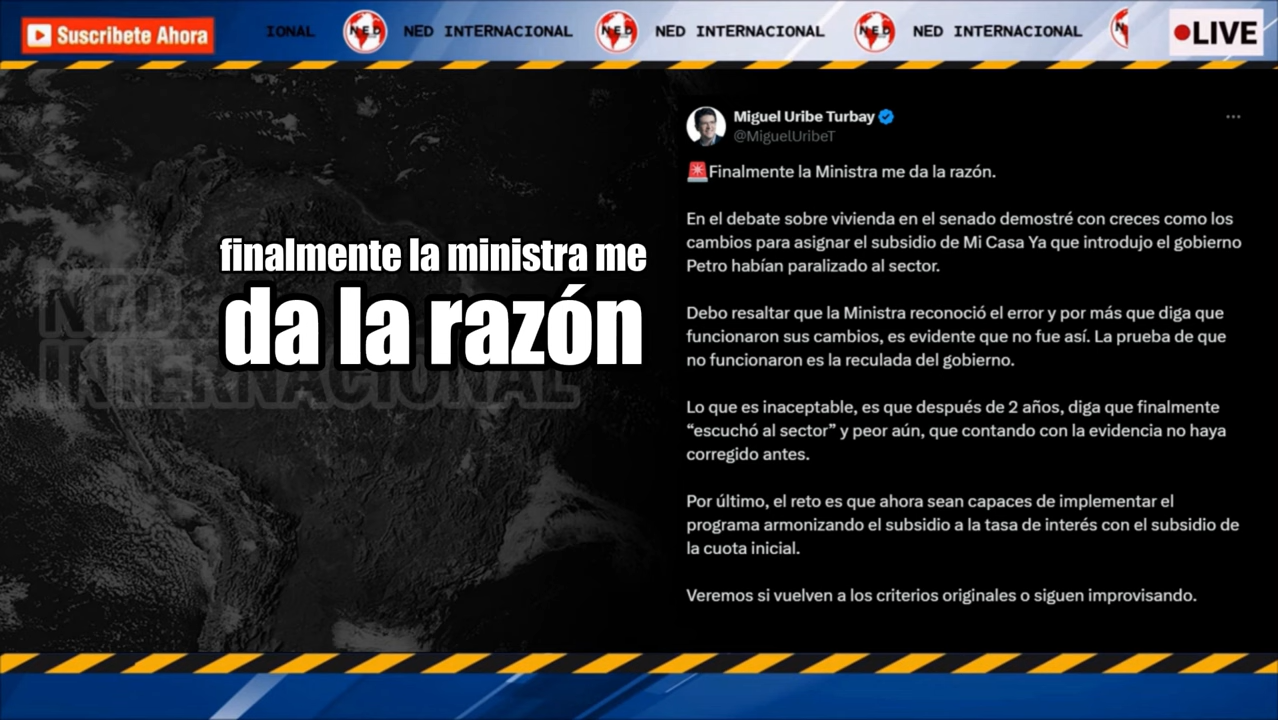 Suscribete Ahora
IONAL
NED
NED INTERNACIONAL
NED
NED INTERNACIONAL
NED
NED INTERNACIONAL
LIVE
Miguel Uribe Turbay
@MiguelUribeT
🚨Finalmente la Ministra me da la razón.
En el debate sobre vivienda en el senado demostré con creces como los
cambios para asignar el subsidio de Mi Casa Ya que introdujo el gobierno
Petro habían paralizado al sector.
Debo resaltar que la Ministra reconoció el error y por más que diga que
funcionaron sus cambios, es evidente que no fue así. La prueba de que
no funcionaron es la reculada del gobierno.
Lo que es inaceptable, es que después de 2 años, diga que finalmente
“escuchó al sector” y peor aún, que contando con la evidencia no haya
corregido antes.
Por último, el reto es que ahora sean capaces de implementar el
programa armonizando el subsidio a la tasa de interés con el subsidio de
la cuota inicial.
Veremos si vuelven a los criterios originales o siguen improvisando.
finalmente la ministra me
da la razón
NED
INTERNACIONAL